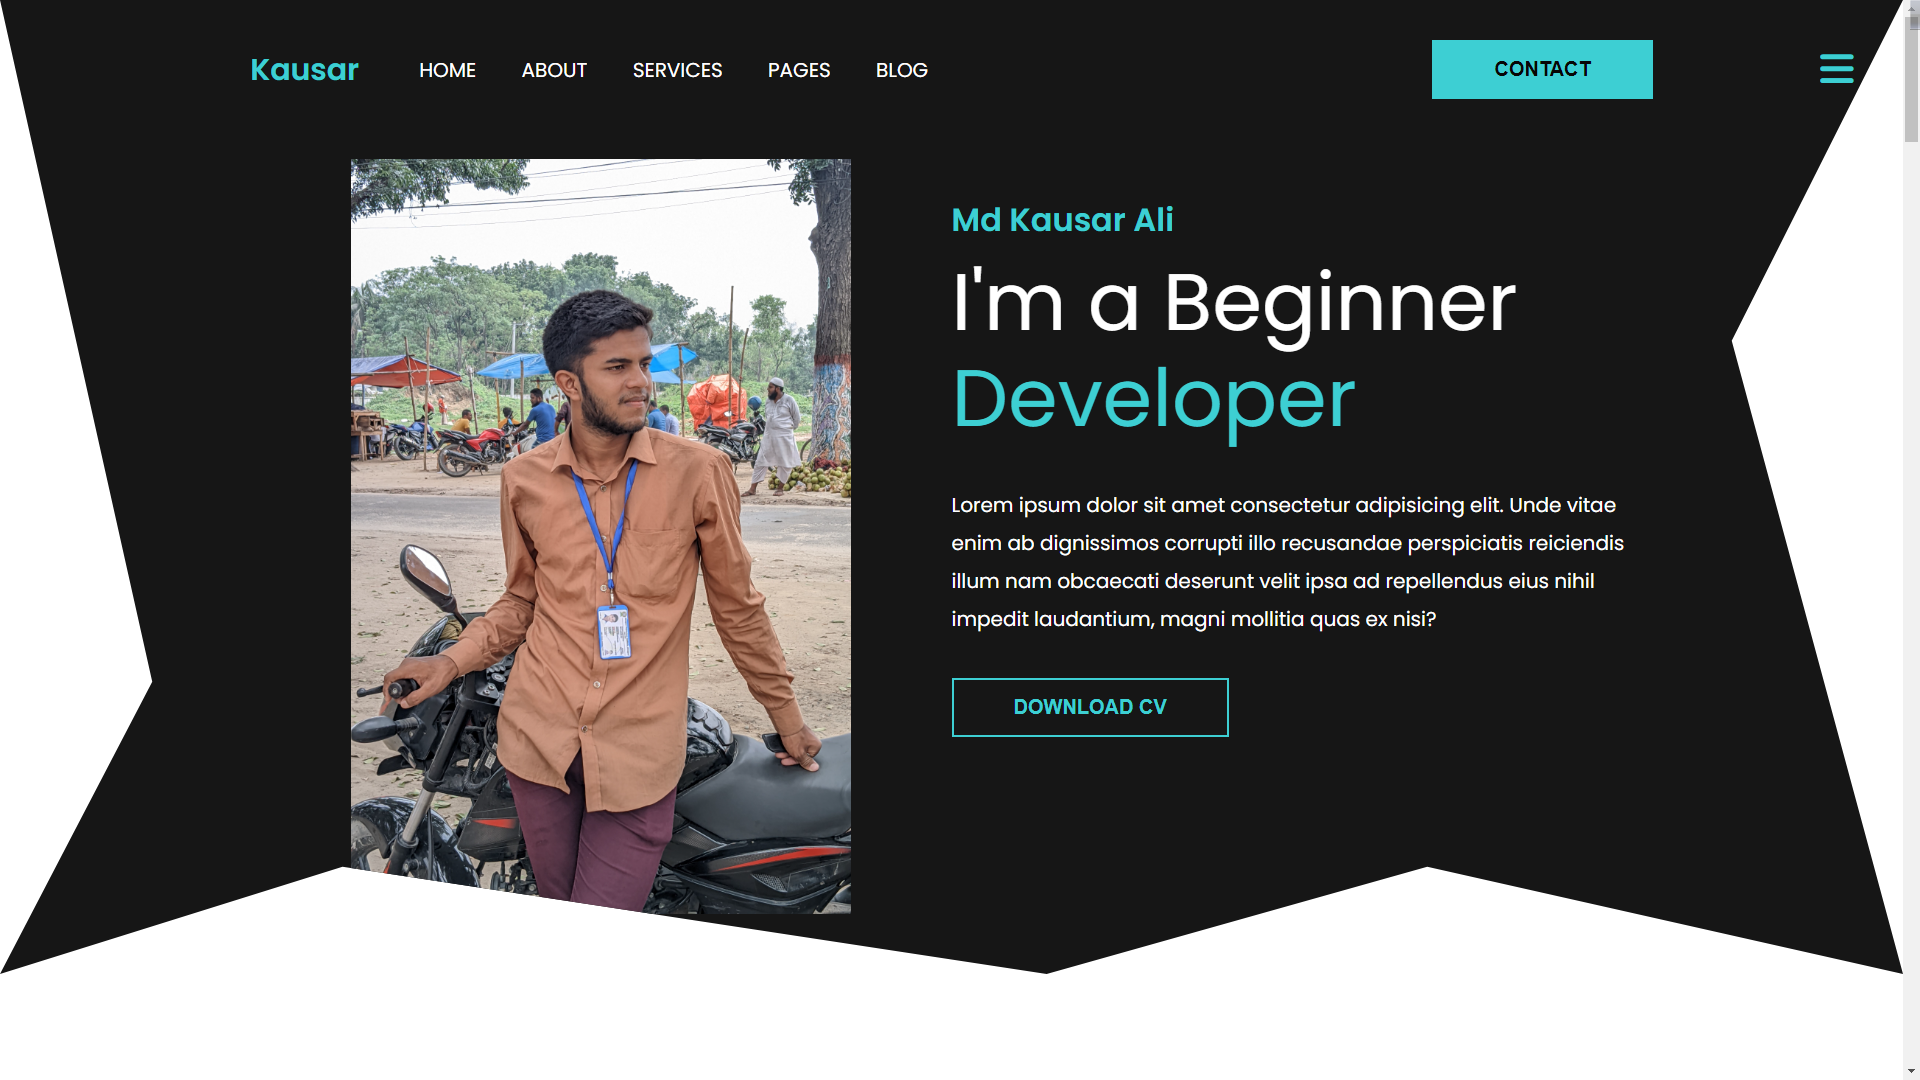 Kausar
HOME ABOUT SERVICES PAGES BLOG
CONTACT
Md Kausar Ali
I'm a Beginner
Developer
Lorem ipsum dolor sit amet consectetur adipisicing elit. Unde vitae
enim ab dignissimos corrupti illo recusandae perspiciatis reiciendis
illum nam obcaecati deserunt velit ipsa ad repellendus eius nihil
impedit laudantium, magni mollitia quas ex nisi?
DOWNLOAD CV